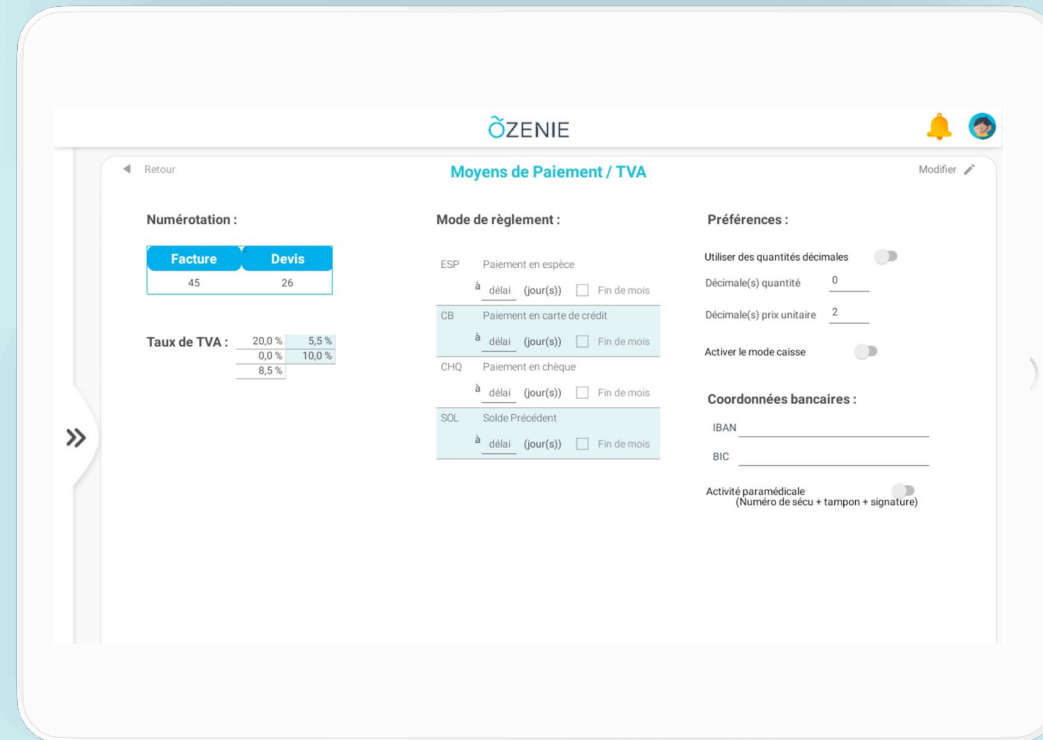 ÕZENIE
Retour
Moyens de Paiement / TVA
Modifier
Numérotation :
Facture Devis
45 26
Taux de TVA :
20,0 % 5,5 %
0,0 % 10,0 %
8,5 %
Mode de règlement :
ESP Paiement en espèce
à délai (jour(s)) Fin de mois
CB Paiement en carte de crédit
à délai (jour(s)) Fin de mois
CHQ Paiement en chèque
à délai (jour(s)) Fin de mois
SOL Solde Précédent
à délai (jour(s)) Fin de mois
Préférences :
Utiliser des quantités décimales
Décimale(s) quantité 0
Décimale(s) prix unitaire 2
Activer le mode caisse
Coordonnées bancaires :
IBAN
BIC
Activité paramédicale
(Numéro de sécu + tampon + signature)